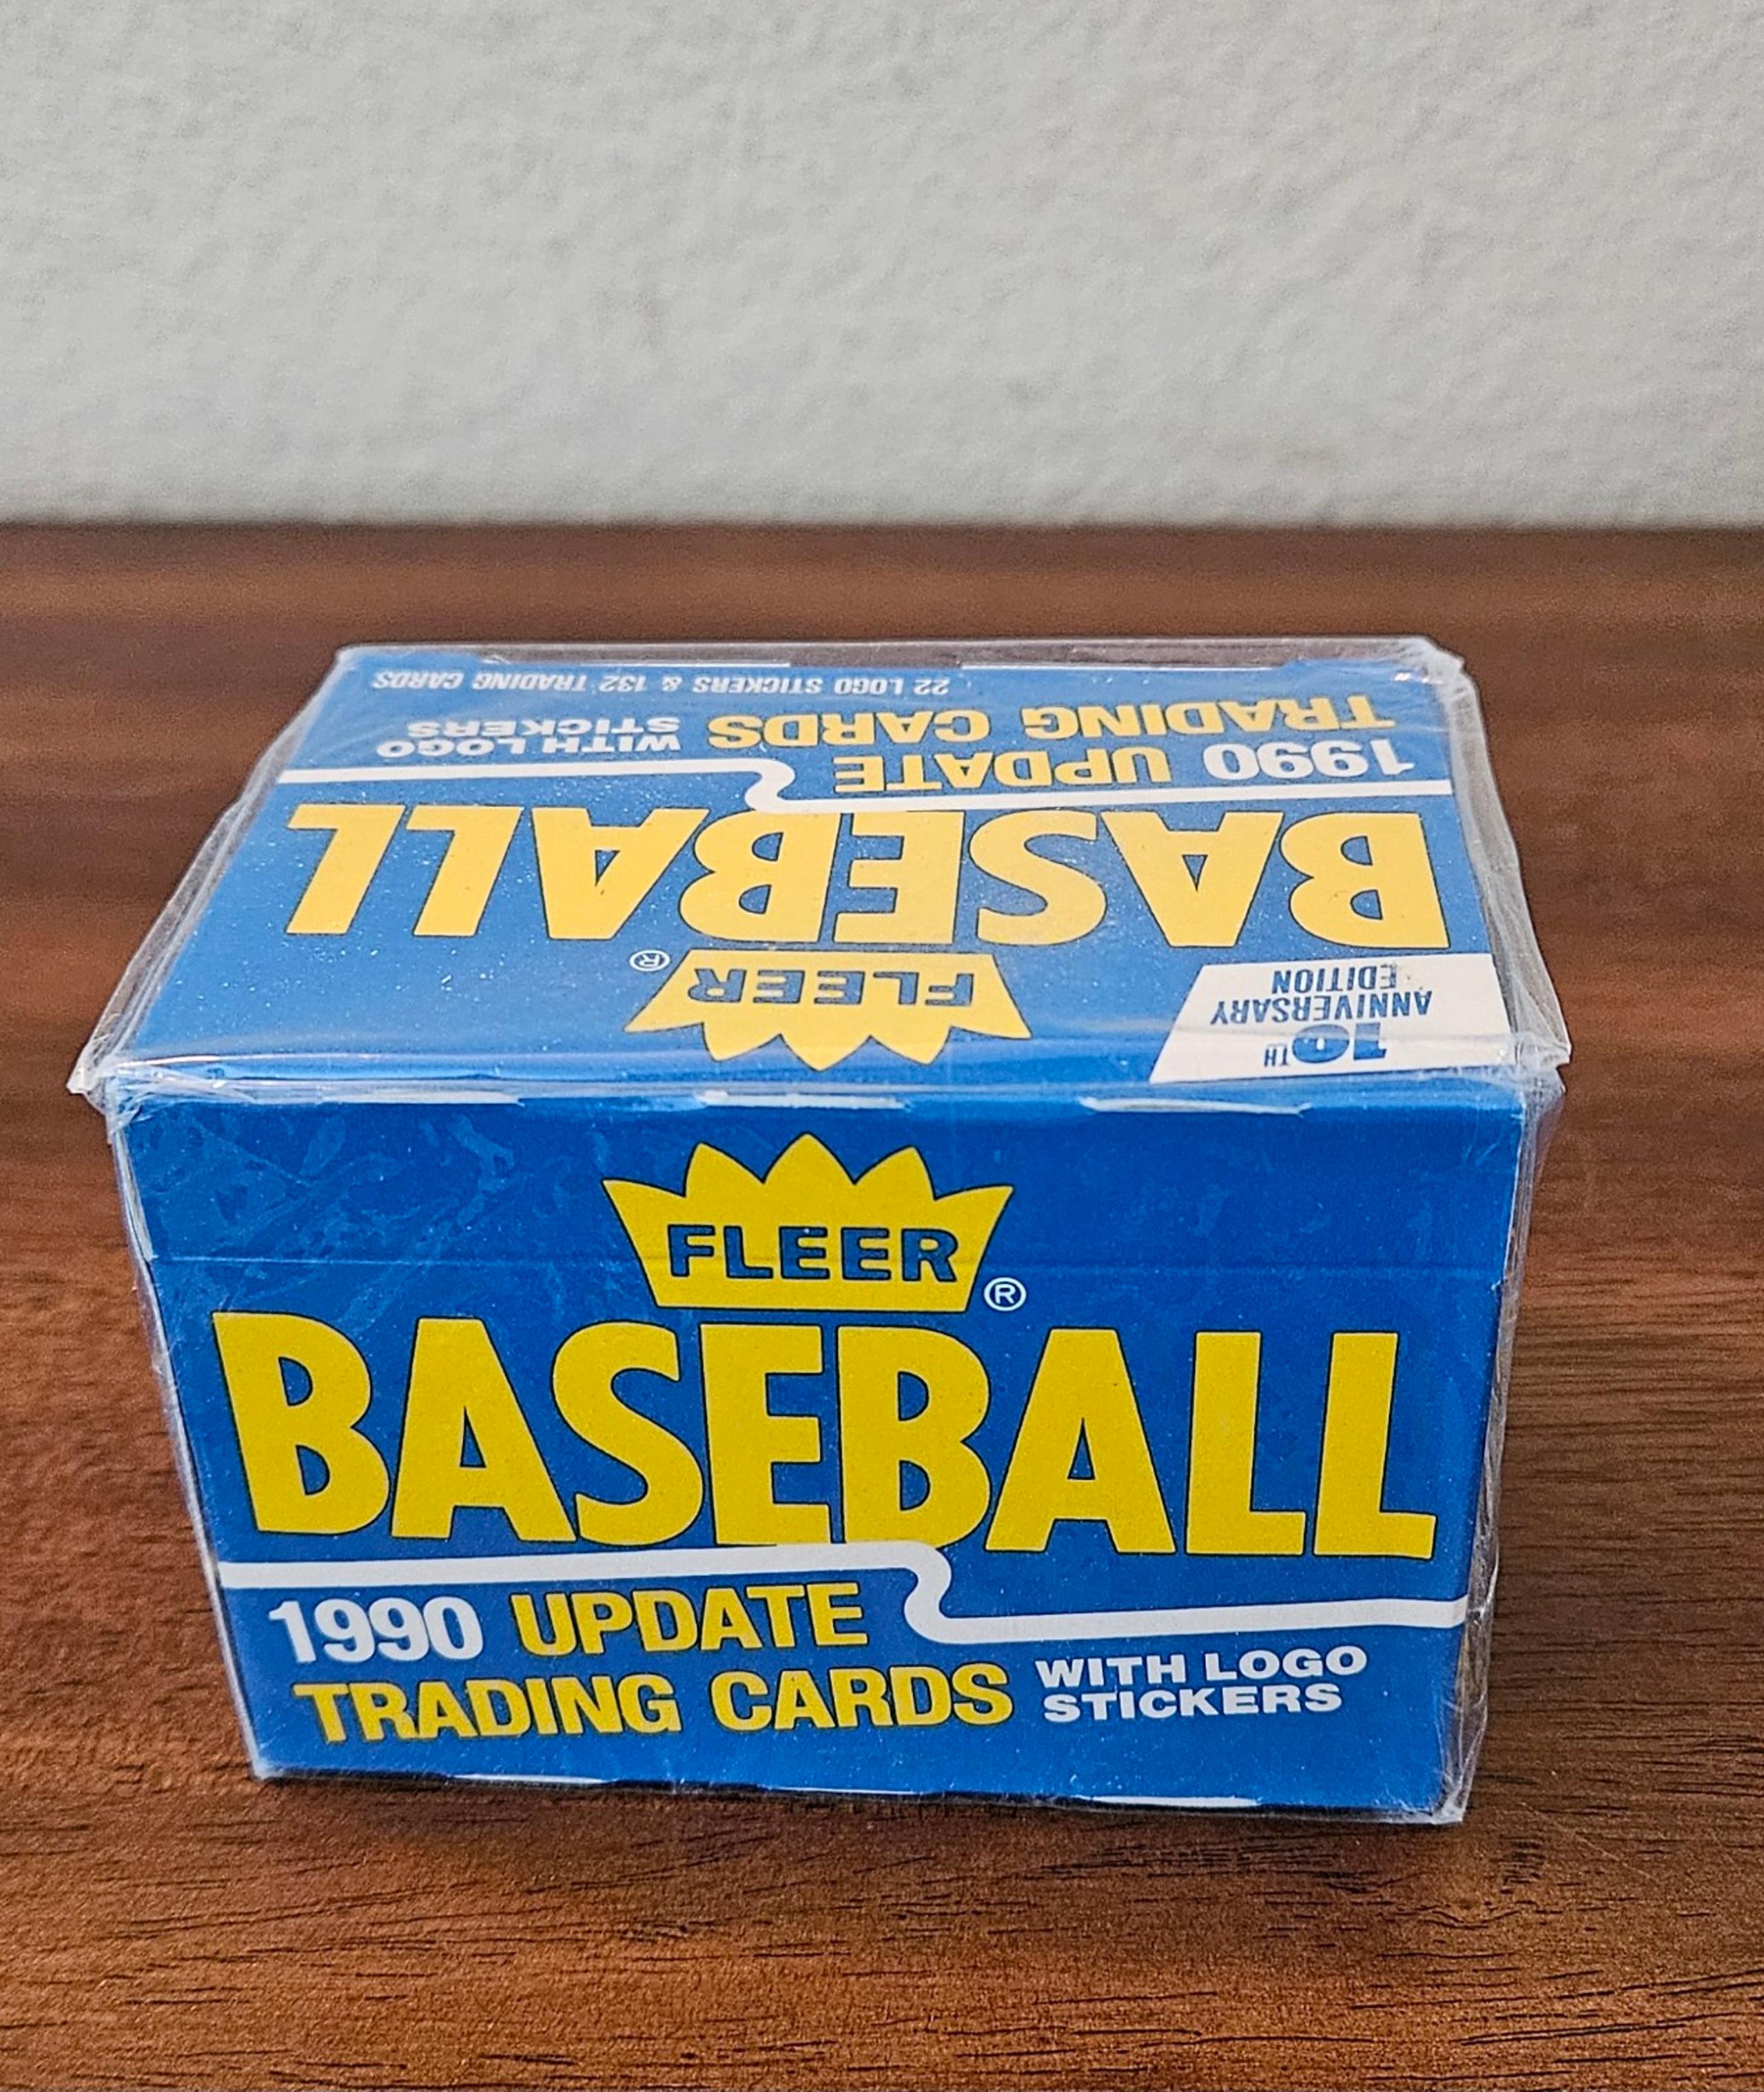 22 LOGO STICKERS & 132 TRADING CARDS
1990 UPDATE
TRADING CARDS
WITH LOGO
STICKERS
BASEBALL
FLEER
®
10TH
ANNIVERSARY
EDITION
FLEER
®
BASEBALL
1990 UPDATE
TRADING CARDS
WITH LOGO
STICKERS